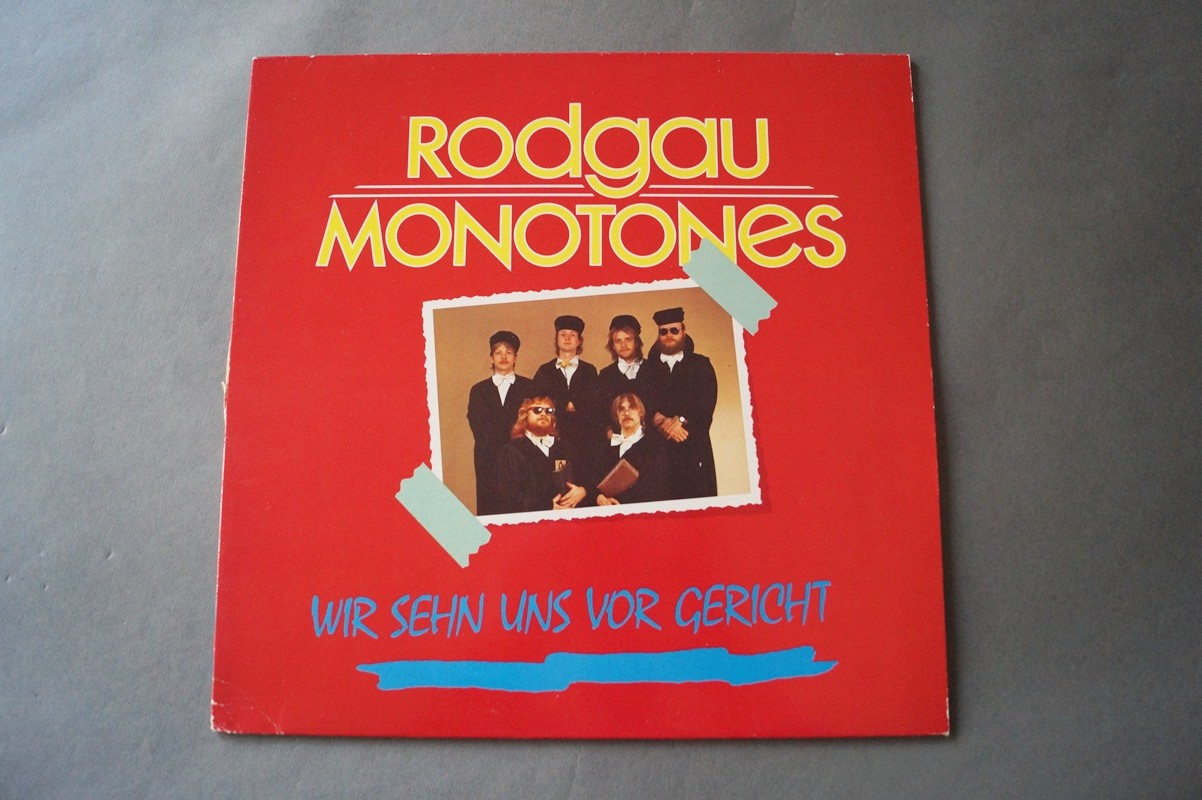 Rodgau
MONOTONes
WIR SEHN UNS VOR GERICHT